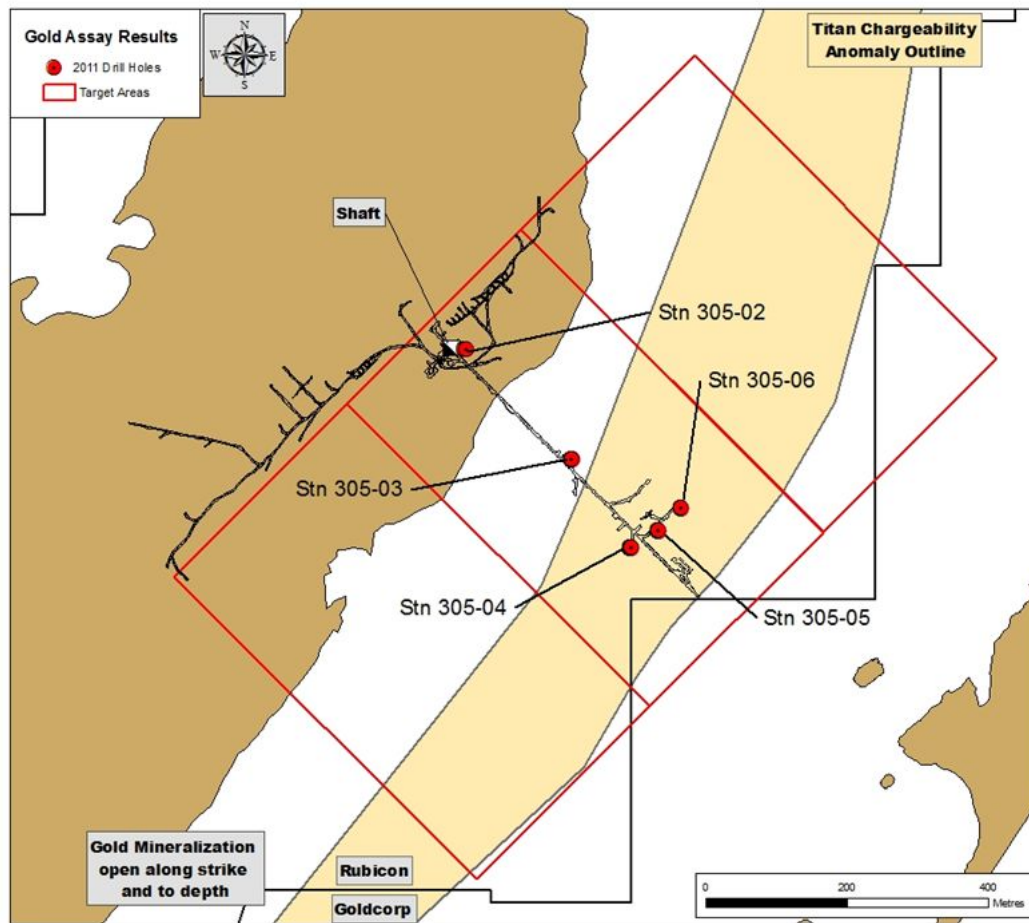 Gold Assay Results
2011 Drill Holes
Target Areas
N
W E
S
Titan Chargeability
Anomaly Outline
Shaft
Stn 305-02
Stn 305-06
Stn 305-03
Stn 305-04
Stn 305-05
Gold Mineralization
open along strike
and to depth
Rubicon
Goldcorp
0 200 400
Metres